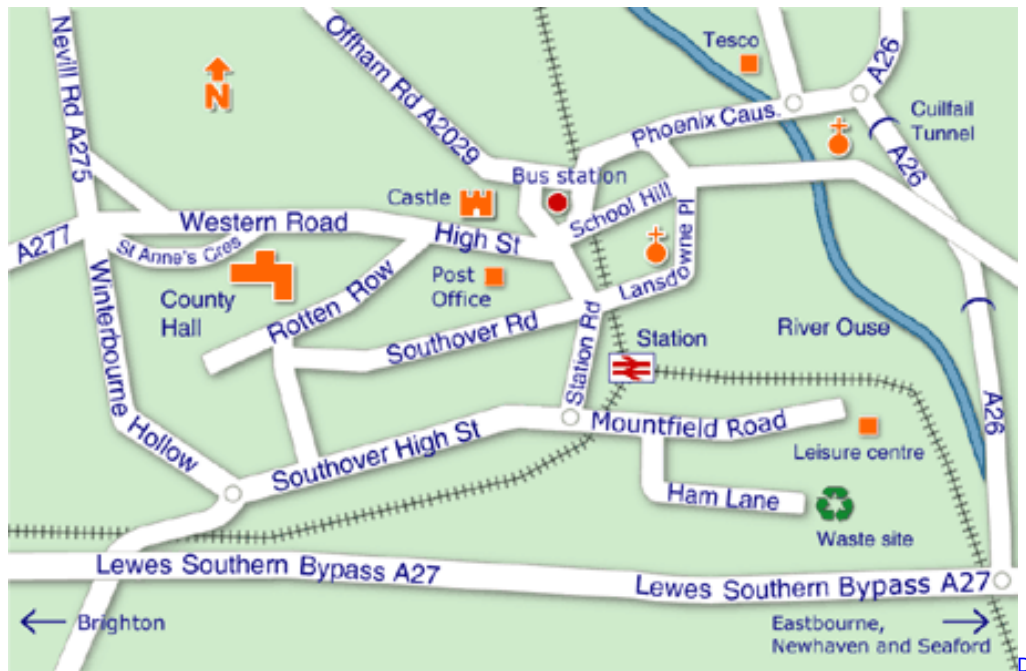 Nevill Rd A275
Offham Rd A2029
Tesco
A26
N
Phoenix Caus.
Cuilfail
Tunnel
A26
Bus station
Castle
School Hill
Western Road
High St
A277
St Anne's Cres
Lansdowne Pl
County
Hall
Post
Office
Rotten Row
Winterbourne Hollow
Southover Rd
Station Rd
Station
River Ouse
A26
Mountfield Road
Southover High St
Leisure centre
Ham Lane
Waste site
Lewes Southern Bypass A27
Lewes Southern Bypass A27
Brighton
Eastbourne,
Newhaven and Seaford